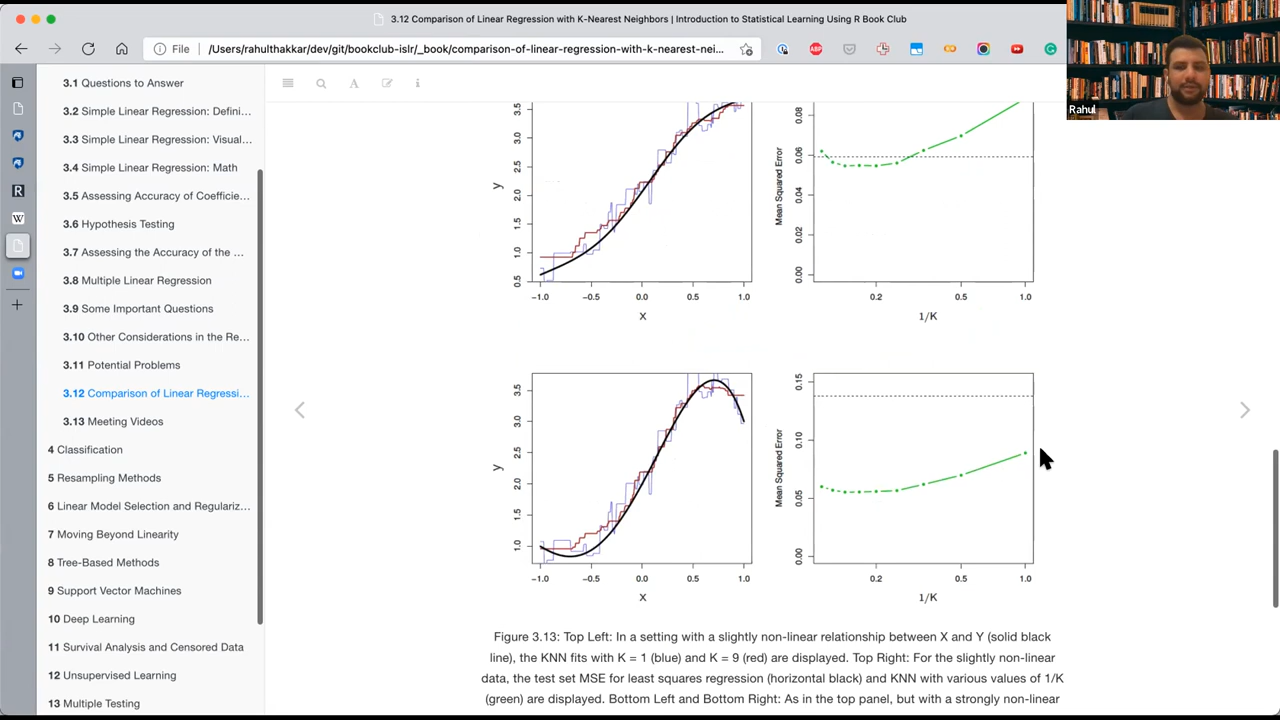 3.12 Comparison of Linear Regression with K-Nearest Neighbors | Introduction to Statistical Learning Using R Book Club
File /Users/rahulthakkar/dev/git/bookclub-islr/_book/comparison-of-linear-regression-with-k-nearest-nei...
ABP
G
R
W
Rahul
3.1 Questions to Answer
3.2 Simple Linear Regression: Defini...
3.3 Simple Linear Regression: Visual...
3.4 Simple Linear Regression: Math
3.5 Assessing Accuracy of Coefficie...
3.6 Hypothesis Testing
3.7 Assessing the Accuracy of the ...
3.8 Multiple Linear Regression
3.9 Some Important Questions
3.10 Other Considerations in the Re...
3.11 Potential Problems
3.12 Comparison of Linear Regressi...
3.13 Meeting Videos
4 Classification
5 Resampling Methods
6 Linear Model Selection and Regulariz...
7 Moving Beyond Linearity
8 Tree-Based Methods
9 Support Vector Machines
10 Deep Learning
11 Survival Analysis and Censored Data
12 Unsupervised Learning
13 Multiple Testing
A
i
3.5
3.0
2.5
2.0
1.5
1.0
0.5
y
−1.0 −0.5 0.0 0.5 1.0
X
0.08
0.06
0.04
0.02
0.00
Mean Squared Error
0.2 0.5 1.0
1/K
3.5
3.0
2.5
2.0
1.5
1.0
y
−1.0 −0.5 0.0 0.5 1.0
X
0.15
0.10
0.05
0.00
Mean Squared Error
0.2 0.5 1.0
1/K
Figure 3.13: Top Left: In a setting with a slightly non-linear relationship between X and Y (solid black
line), the KNN fits with K = 1 (blue) and K = 9 (red) are displayed. Top Right: For the slightly non-linear
data, the test set MSE for least squares regression (horizontal black) and KNN with various values of 1/K
(green) are displayed. Bottom Left and Bottom Right: As in the top panel, but with a strongly non-linear